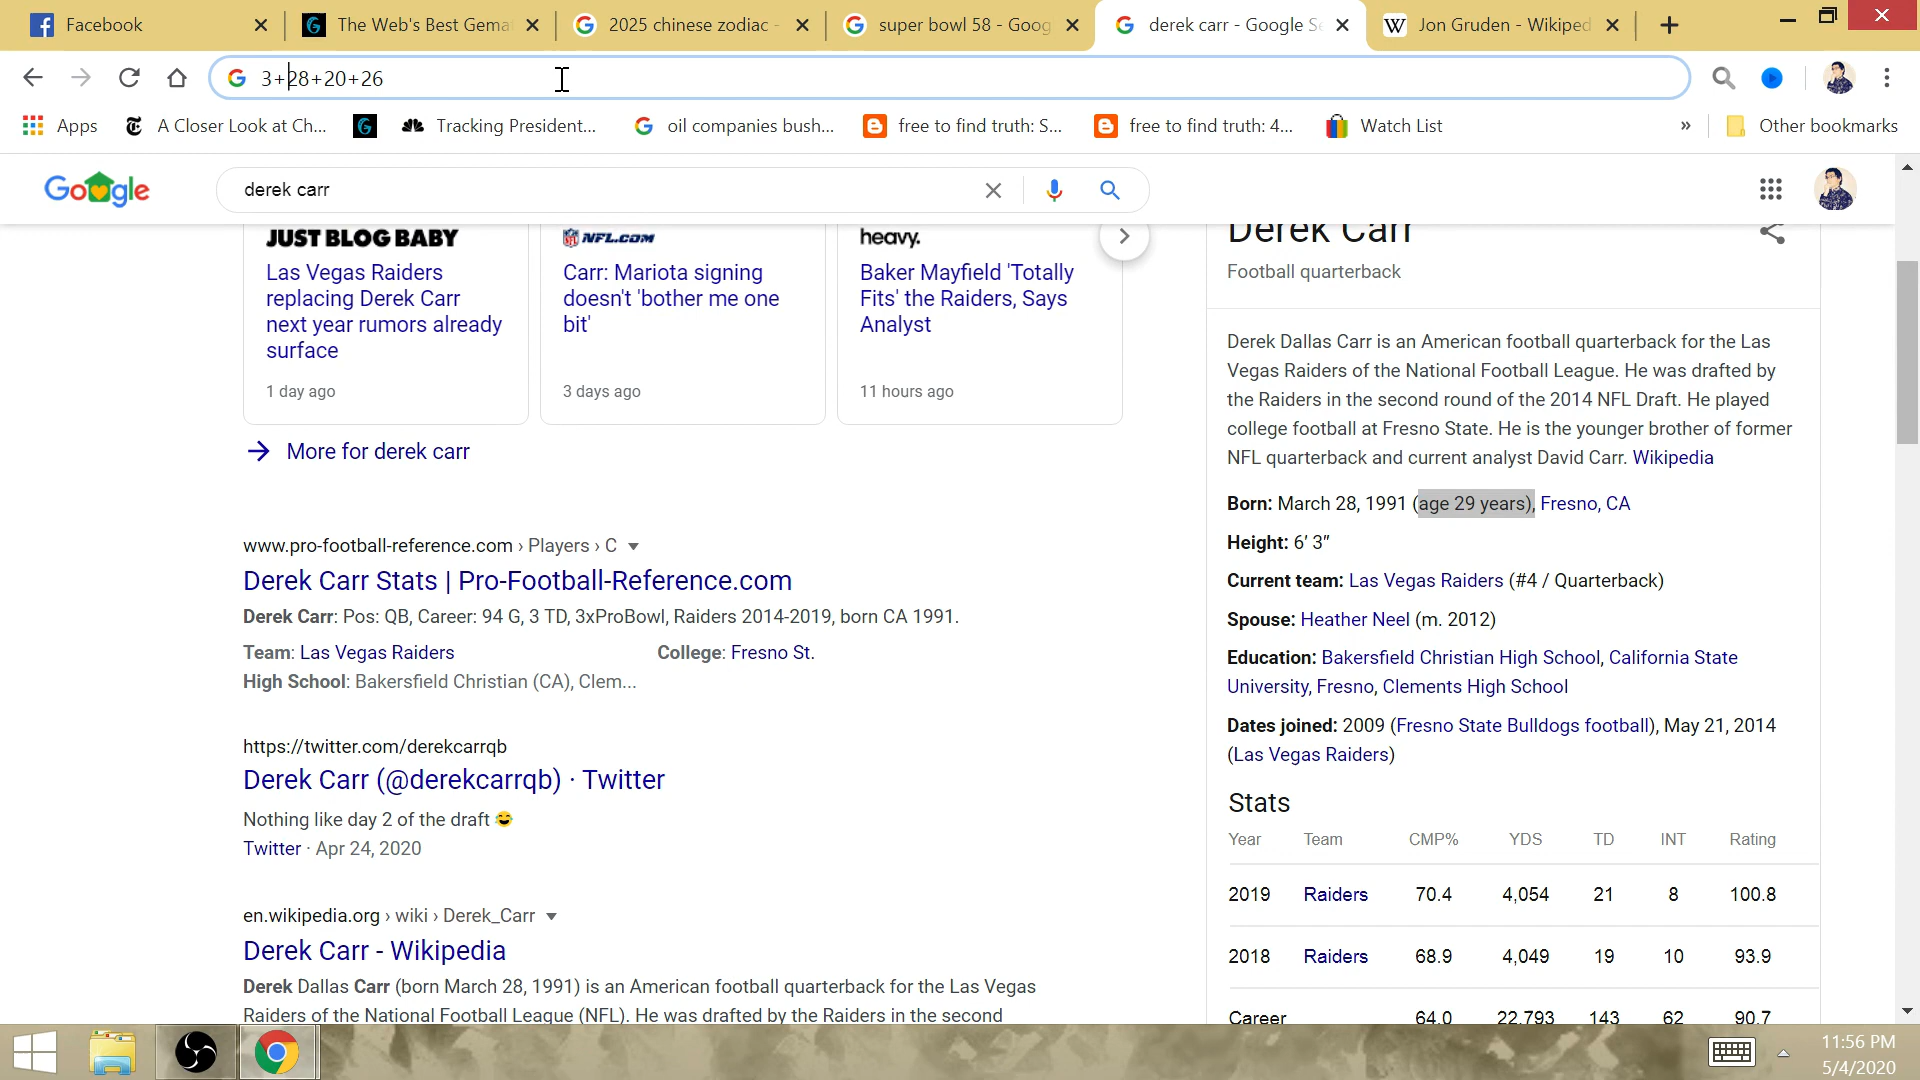 Facebook
The Web's Best Gema
2025 chinese zodiac -
super bowl 58 - Goog
derek carr - Google Se
Jon Gruden - Wikiped
3+28+20+26
Apps
A Closer Look at Ch...
Tracking President...
oil companies bush...
free to find truth: S...
free to find truth: 4...
Watch List
»
Other bookmarks
Google
derek carr
JUST BLOG BABY
Las Vegas Raiders
replacing Derek Carr
next year rumors already
surface
1 day ago
NFL.COM
Carr: Mariota signing
doesn't 'bother me one
bit'
3 days ago
heavy.
Baker Mayfield 'Totally
Fits' the Raiders, Says
Analyst
11 hours ago
More for derek carr
www.pro-football-reference.com › Players › C
Derek Carr Stats | Pro-Football-Reference.com
Derek Carr: Pos: QB, Career: 94 G, 3 TD, 3xProBowl, Raiders 2014-2019, born CA 1991.
Team: Las Vegas Raiders
College: Fresno St.
High School: Bakersfield Christian (CA), Clem...
https://twitter.com/derekcarrqb
Derek Carr (@derekcarrqb) · Twitter
Nothing like day 2 of the draft 😂
Twitter · Apr 24, 2020
en.wikipedia.org › wiki › Derek_Carr
Derek Carr - Wikipedia
Derek Dallas Carr (born March 28, 1991) is an American football quarterback for the Las Vegas
Raiders of the National Football League (NFL). He was drafted by the Raiders in the second
Derek Carr
Football quarterback
Derek Dallas Carr is an American football quarterback for the Las
Vegas Raiders of the National Football League. He was drafted by
the Raiders in the second round of the 2014 NFL Draft. He played
college football at Fresno State. He is the younger brother of former
NFL quarterback and current analyst David Carr. Wikipedia
Born: March 28, 1991 (age 29 years), Fresno, CA
Height: 6′ 3″
Current team: Las Vegas Raiders (#4 / Quarterback)
Spouse: Heather Neel (m. 2012)
Education: Bakersfield Christian High School, California State
University, Fresno, Clements High School
Dates joined: 2009 (Fresno State Bulldogs football), May 21, 2014
(Las Vegas Raiders)
Stats
Year Team CMP% YDS TD INT Rating
2019 Raiders 70.4 4,054 21 8 100.8
2018 Raiders 68.9 4,049 19 10 93.9
Career 64.0 22,793 143 62 90.7
11:56 PM
5/4/2020